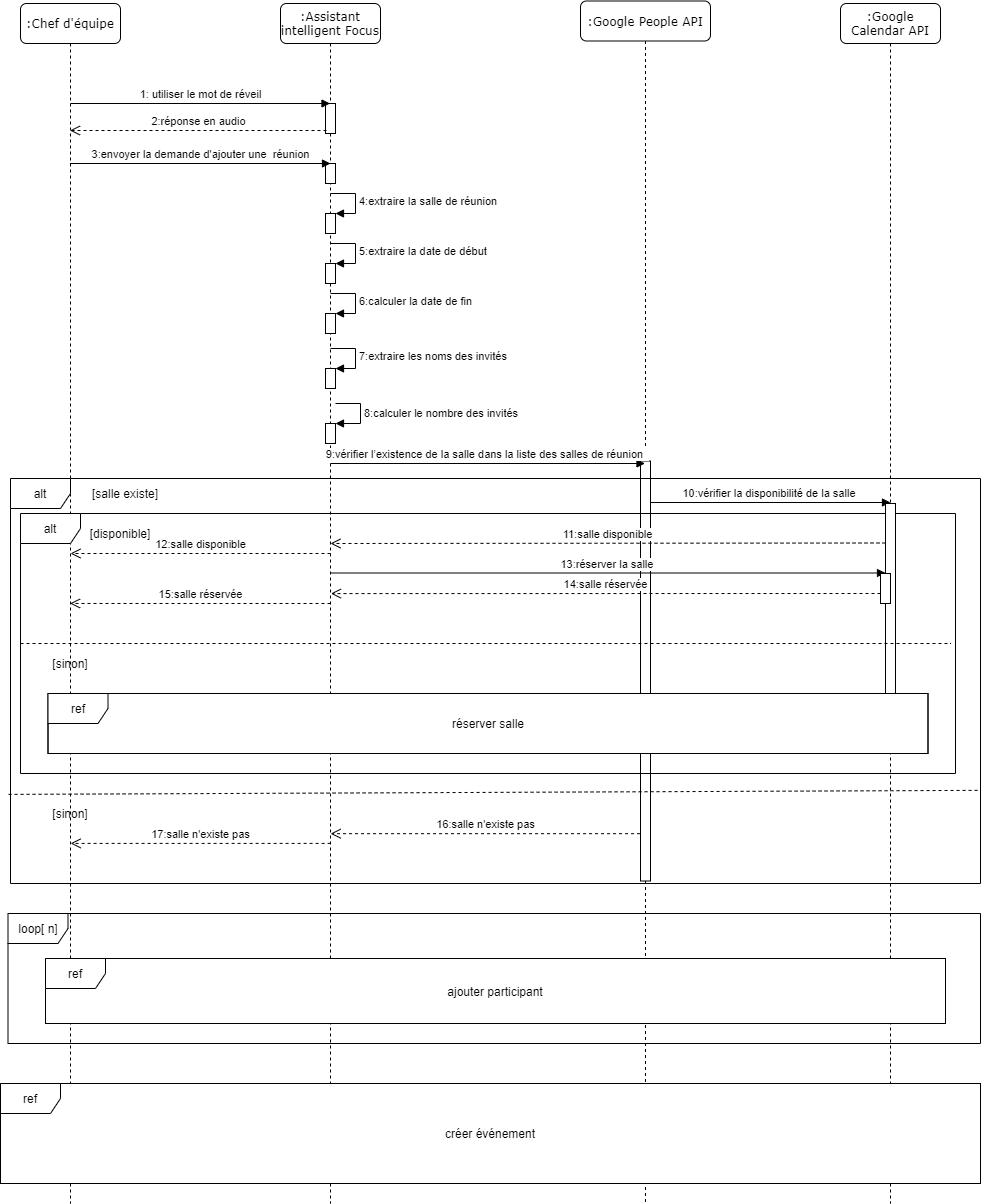 :Chef d'équipe
:Assistant
intelligent Focus
:Google People API
:Google
Calendar API
1: utiliser le mot de réveil
2:réponse en audio
3:envoyer la demande d'ajouter une réunion
4:extraire la salle de réunion
5:extraire la date de début
6:calculer la date de fin
7:extraire les noms des invités
8:calculer le nombre des invités
9:vérifier l'existence de la salle dans la liste des salles de réunion
alt
[salle existe]
10:vérifier la disponibilité de la salle
alt
[disponible]
11:salle disponible
12:salle disponible
13:réserver la salle
14:salle réservée
15:salle réservée
[sinon]
ref
réserver salle
[sinon]
16:salle n'existe pas
17:salle n'existe pas
loop[ n]
ref
ajouter participant
ref
créer événement